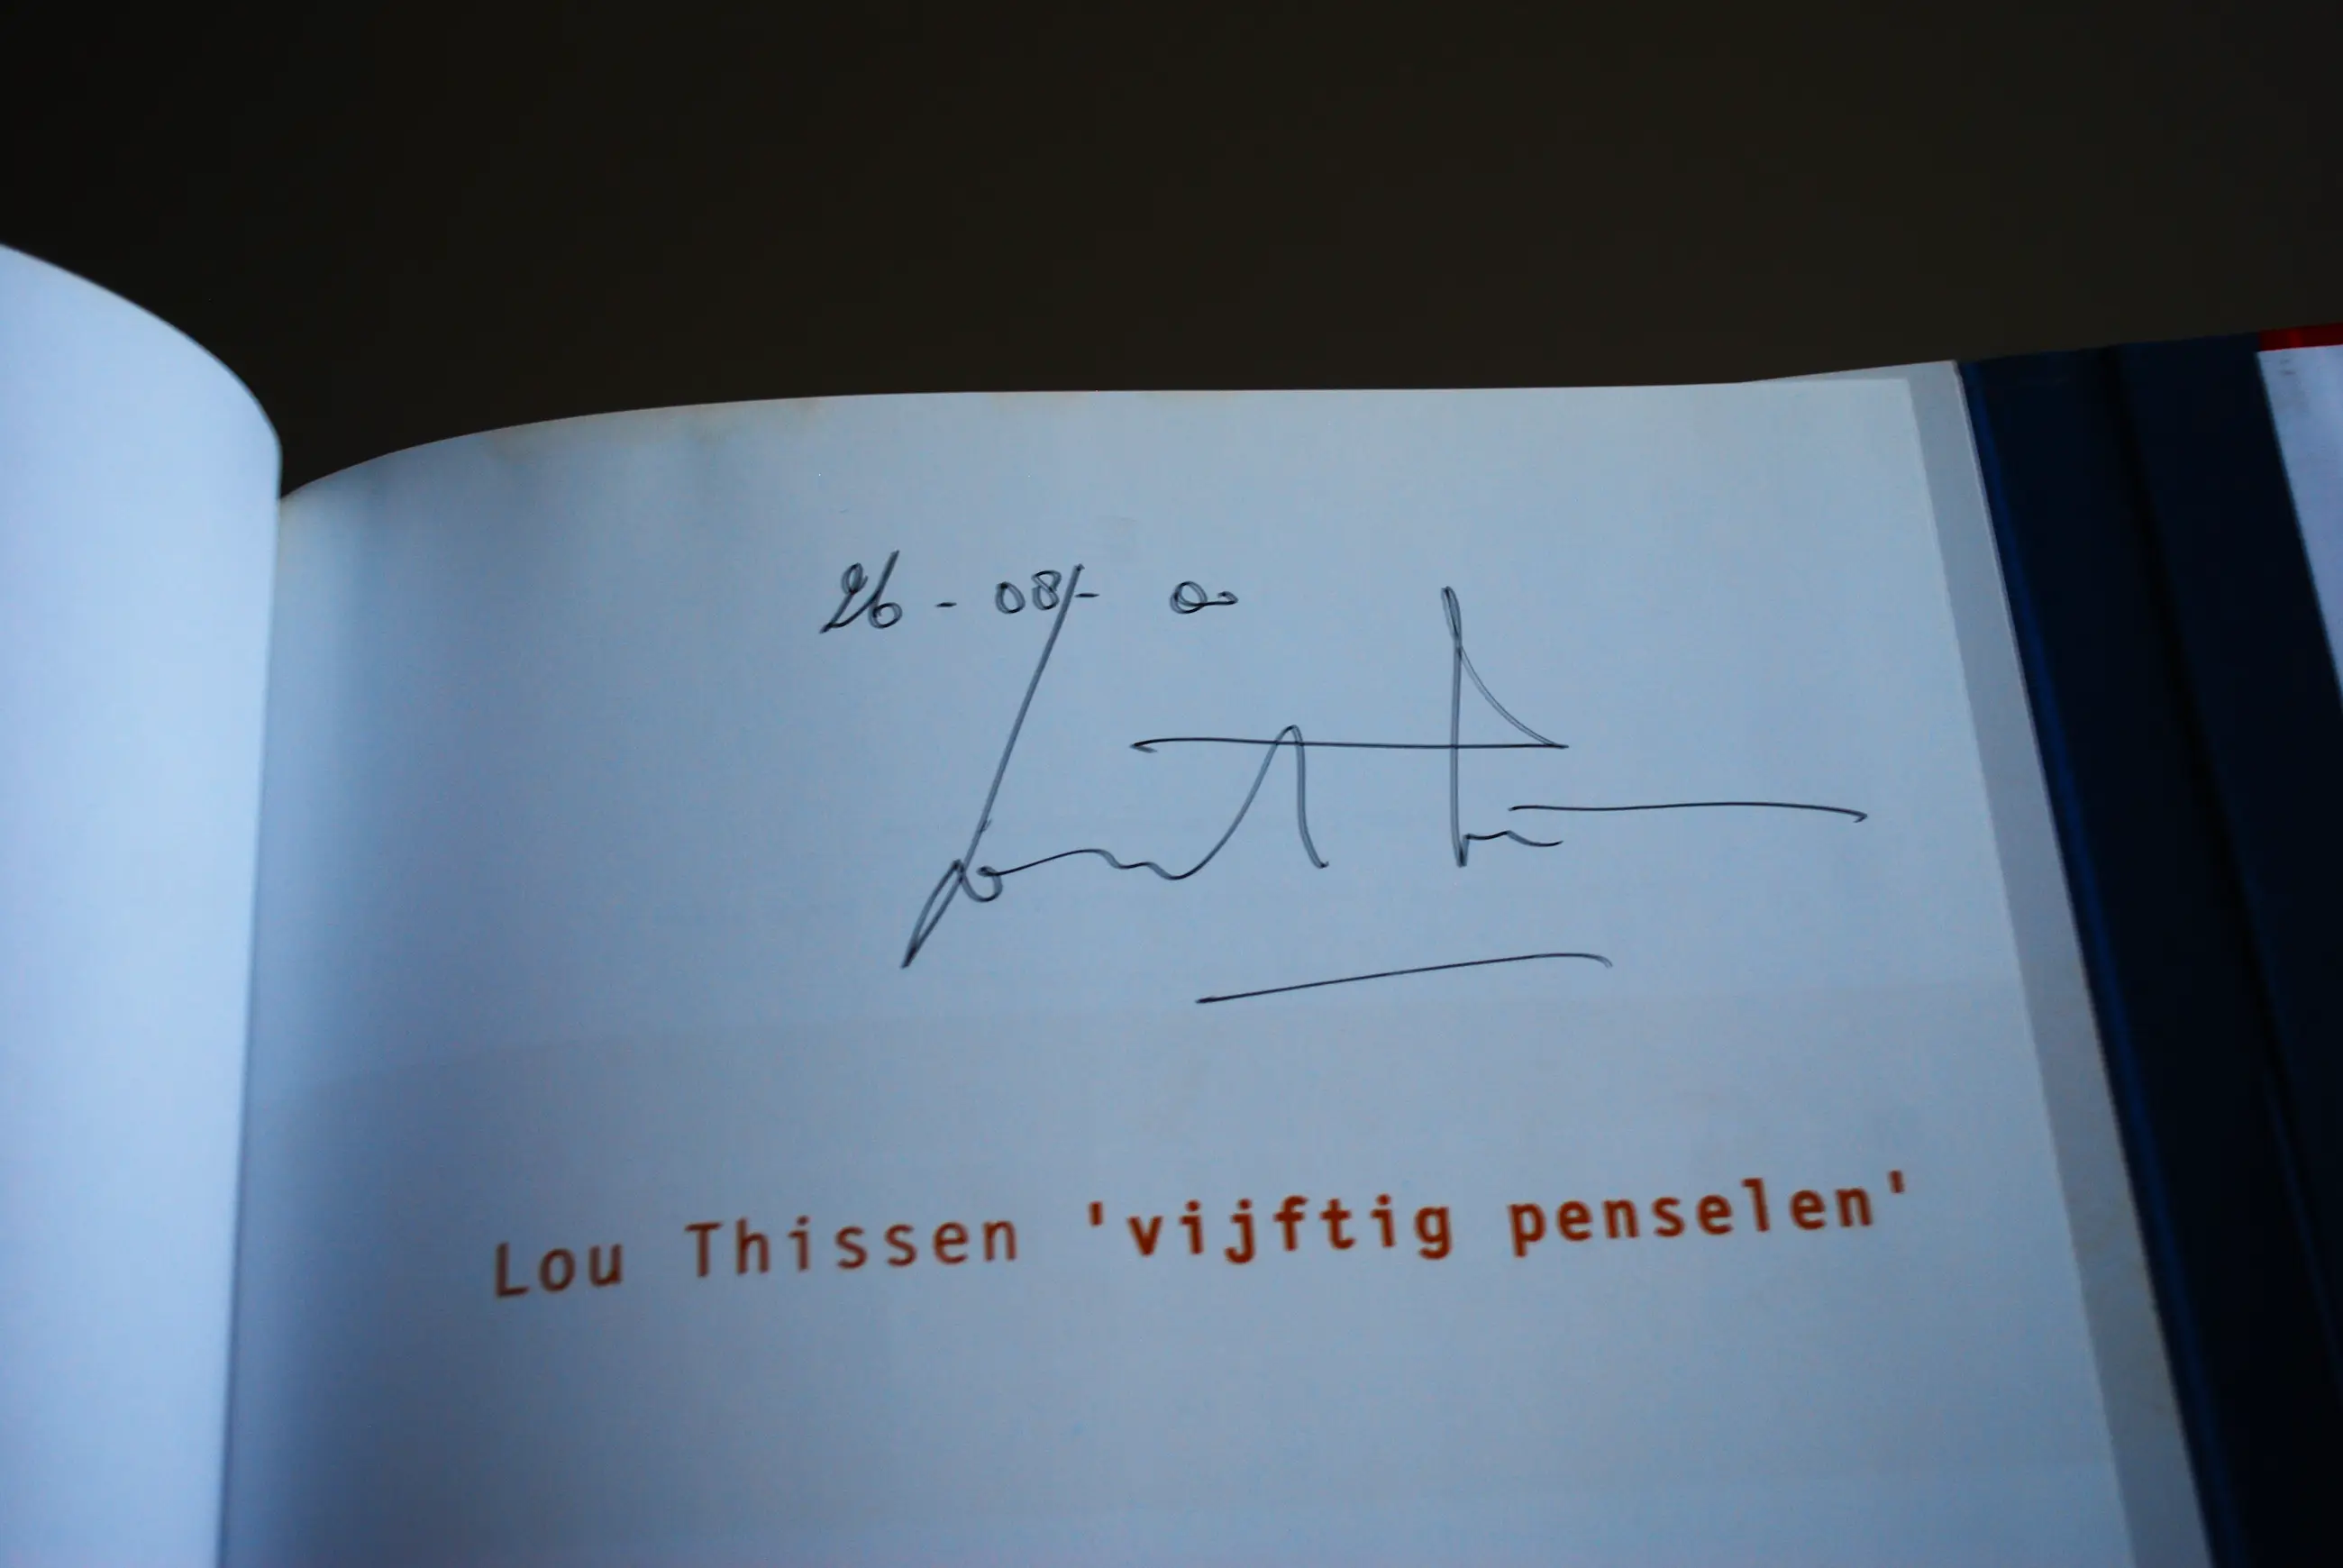 26 - 08 - 00
Lou Thissen 'vijftig penselen'